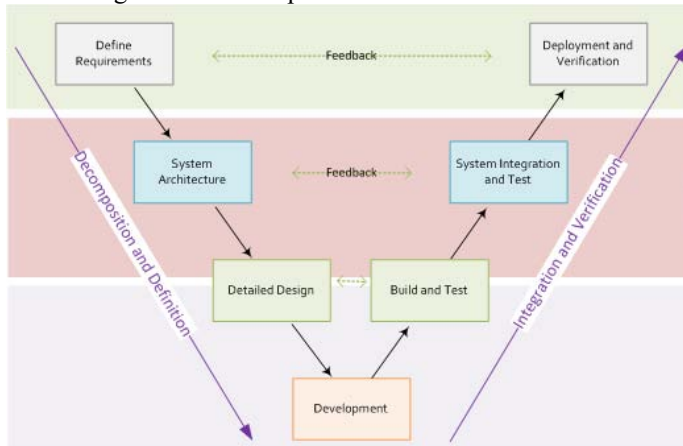 Define
Requirements
Feedback
Deployment and
Verification
System
Architecture
Feedback
System Integration
and Test
Decomposition and Definition
Integration and Verification
Detailed Design
Build and Test
Development